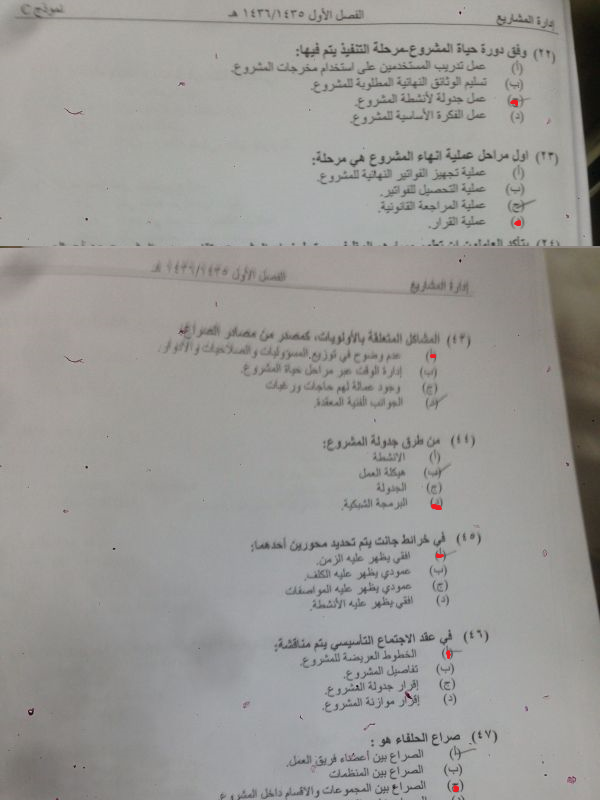 إدارة المشاريع الفصل الأول ١٤٣٦/١٤٣٥ هـ نموذج C
(٢٢) وفق دورة حياة المشروع-مرحلة التنفيذ يتم فيها:
(أ) عمل تدريب المستخدمين على استخدام مخرجات المشروع.
(ب) تسليم الوثائق النهائية المطلوبة للمشروع.
(ج) عمل جدولة لأنشطة المشروع.
(د) عمل الفكرة الأساسية للمشروع.
(٢٣) اول مراحل عملية انهاء المشروع هي مرحلة:
(أ) عملية تجهيز الفواتير النهائية للمشروع.
(ب) عملية التحصيل للفواتير.
(ج) عملية المراجعة القانونية.
(د) عملية القرار.
(٢٤)
إدارة المشاريع الفصل الأول ١٤٣٦/١٤٣٥ هـ
(٤٣) المشاكل المتعلقة بالأولويات، كمصدر من مصادر الصراع:
(أ) عدم وضوح في توزيع المسؤوليات والصلاحيات والأدوار.
(ب) إدارة الوقت عبر مراحل حياة المشروع.
(ج) وجود عمالة لهم حاجات ورغبات
(د) الجوانب الفنية المعقدة.
(٤٤) من طرق جدولة المشروع:
(أ) الانشطة
(ب) هيكلة العمل
(ج) الجدولة
(د) البرمجة الشبكية.
(٤٥) في خرائط جانت يتم تحديد محورين أحدهما:
(أ) افقي يظهر عليه الزمن.
(ب) عمودي يظهر عليه الكلف.
(ج) عمودي يظهر عليه المواصفات
(د) افقي يظهر عليه الأنشطة.
(٤٦) في عقد الاجتماع التأسيسي يتم مناقشة:
(أ) الخطوط العريضة للمشروع.
(ب) تفاصيل المشروع.
(ج) إقرار جدولة المشروع
(د) إقرار موازنة المشروع.
(٤٧) صراع الحلفاء هو :
(أ) الصراع بين أعضاء فريق العمل.
(ب) الصراع بين المنظمات
(ج) الصراع بين المجموعات والاقسام داخل المشروع.